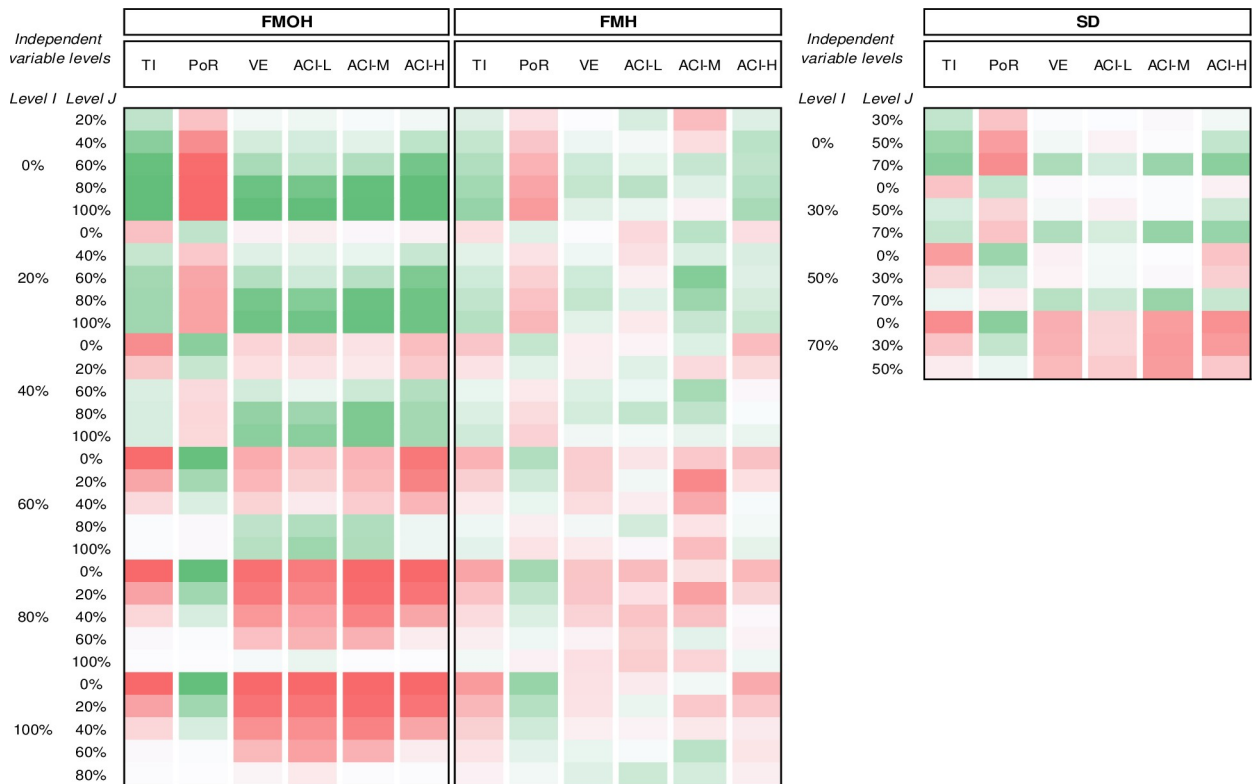 FMOH FMH SD
Independent variable levels Independent variable levels
TI PoR VE ACI-L ACI-M ACI-H TI PoR VE ACI-L ACI-M ACI-H TI PoR VE ACI-L ACI-M ACI-H
Level I Level J Level I Level J
20% 30%
40% 0% 50%
0% 60% 70%
80% 0%
100% 30% 50%
0% 70%
40% 0%
20% 60% 50% 30%
80% 70%
100% 0%
0% 70% 30%
20% 50%
40% 60%
80%
100%
0%
20%
60% 40%
80%
100%
0%
20%
80% 40%
60%
100%
0%
20%
100% 40%
60%
80%